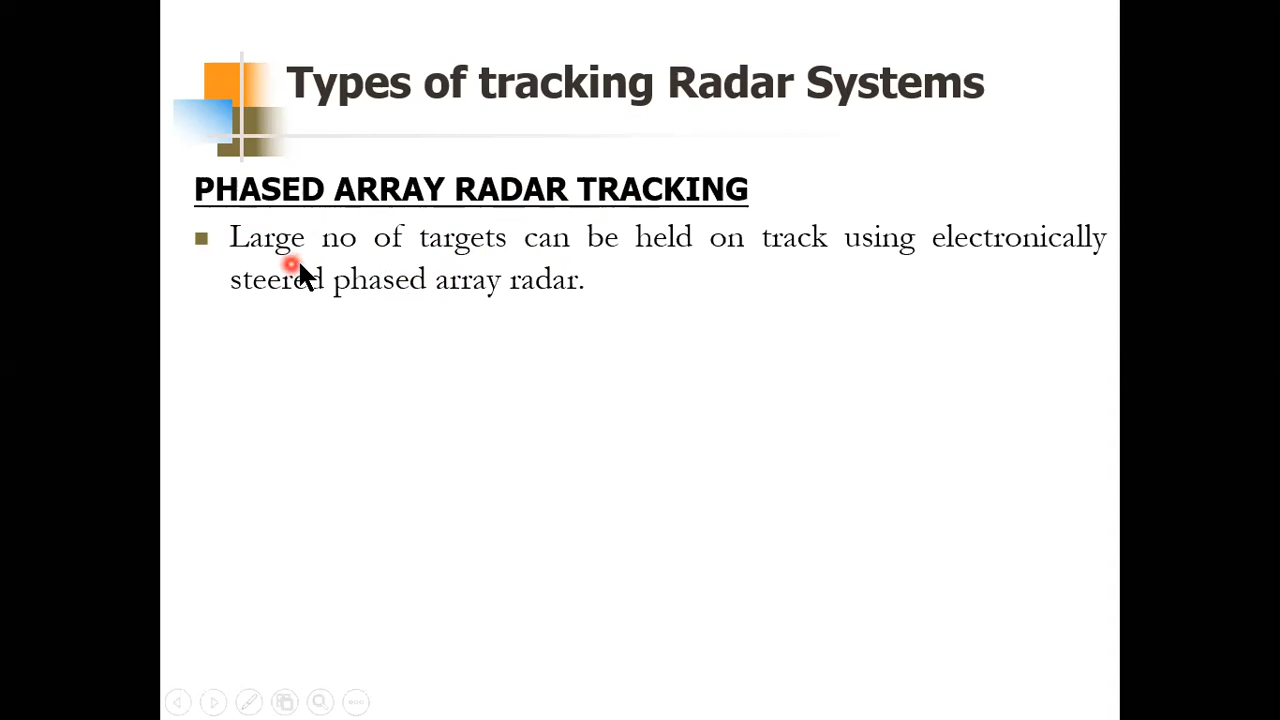 Types of tracking Radar Systems
PHASED ARRAY RADAR TRACKING
Large no of targets can be held on track using electronically
steered phased array radar.